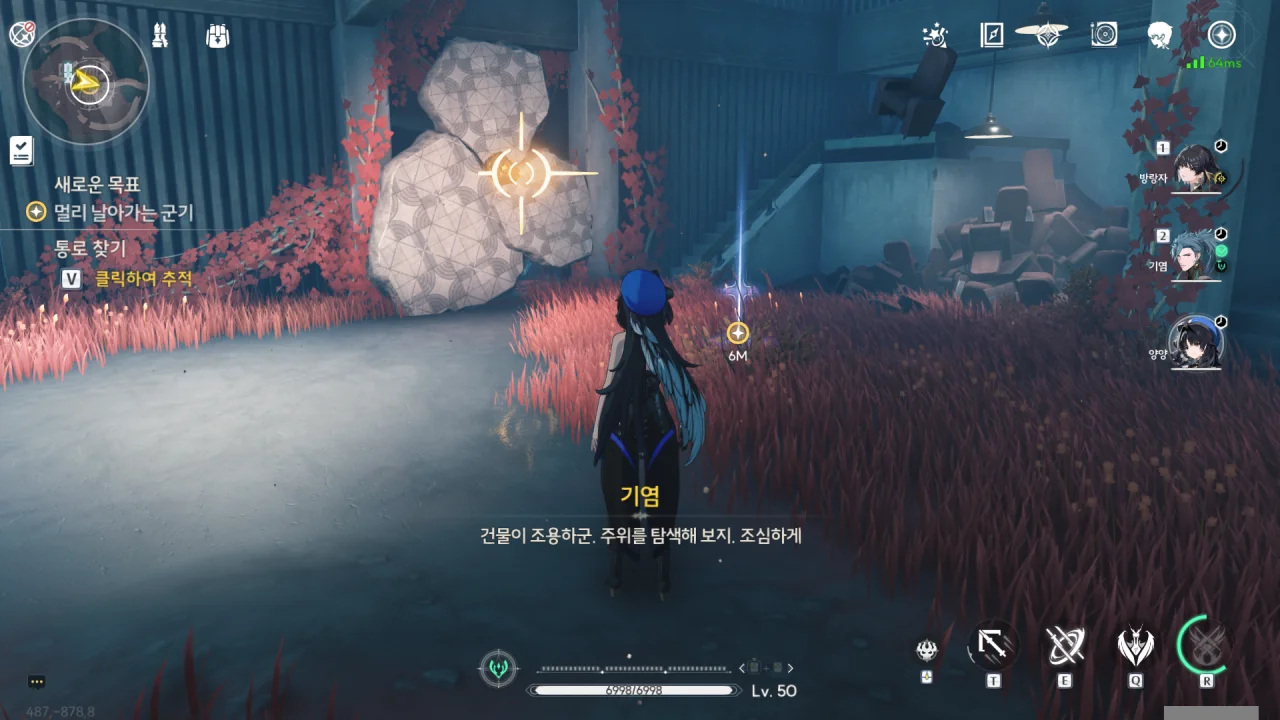 64ms
새로운 목표
멀리 날아가는 군기
통로 찾기
V 클릭하여 추적
1
방랑자
2
기염
양양
6M
기염
건물이 조용하군. 주위를 탐색해 보지. 조심하게
6998/6998
Lv. 50
T
E
Q
R
487,-878,8